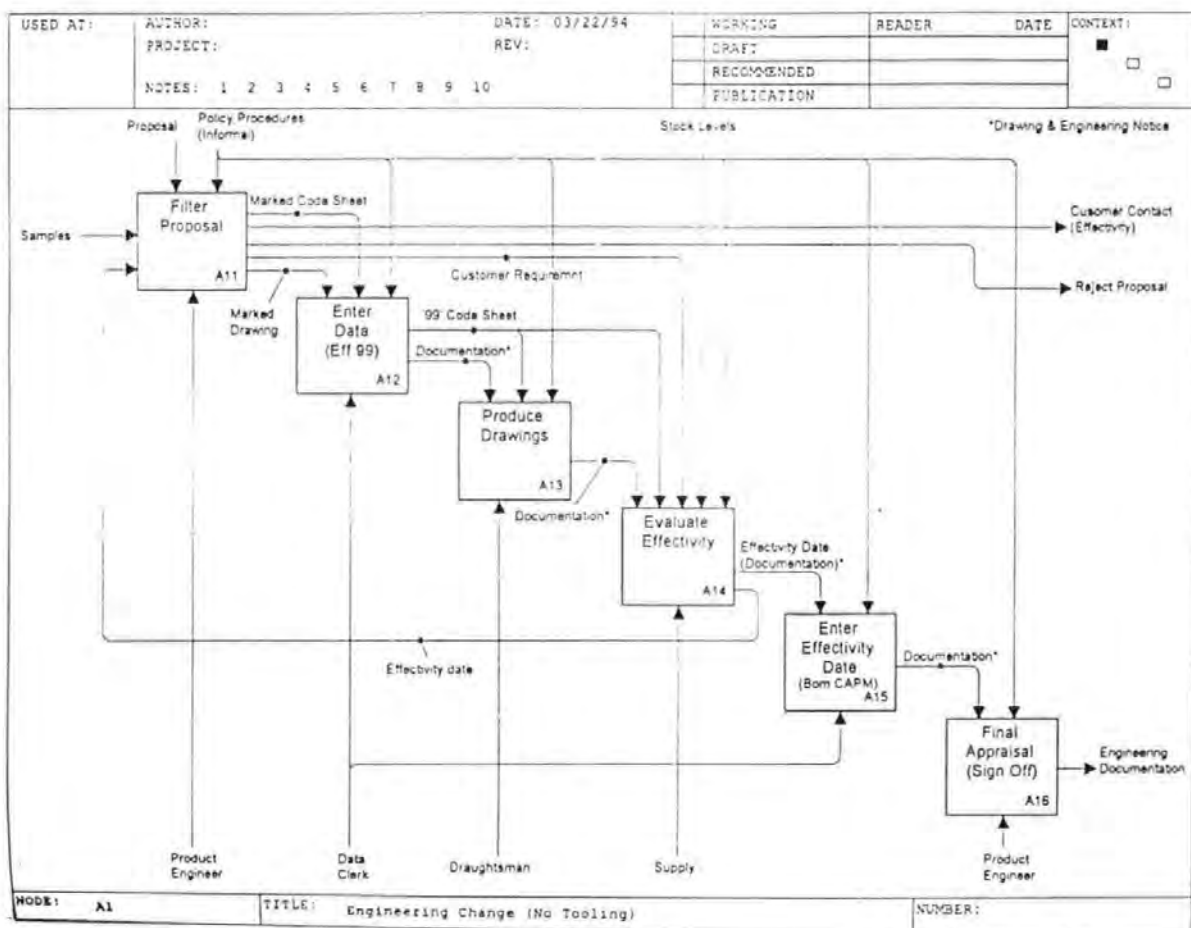 USED AT:
AUTHOR:
DATE: 03/22/94
WORKING
READER
DATE
CONTEXT:
PROJECT:
REV:
DRAFT
RECOMMENDED
NOTES: 1 2 3 4 5 6 7 8 9 10
PUBLICATION
Proposal
Policy, Procedures
(Informal)
Stock Levels
*Drawing & Engineering Notice
Filter
Proposal
A11
Marked Code Sheet
Samples
Cusomer Contact
(Effectivity)
Customer Requiremnt
Reject Proposal
Marked
Drawing
Enter
Data
(Eff 99)
A12
'99' Code Sheet
Documentation*
Produce
Drawings
A13
Documentation*
Evaluate
Effectivity
A14
Effectivity Date
(Documentation)*
Effectivity date
Enter
Effectivity
Date
(Bom CAPM)
A15
Documentation*
Final
Appraisal
(Sign Off)
A16
Engineering
Documentation
Product
Engineer
Data
Clerk
Draughtsman
Supply
Product
Engineer
NODE: A1
TITLE: Engineering Change (No Tooling)
NUMBER: